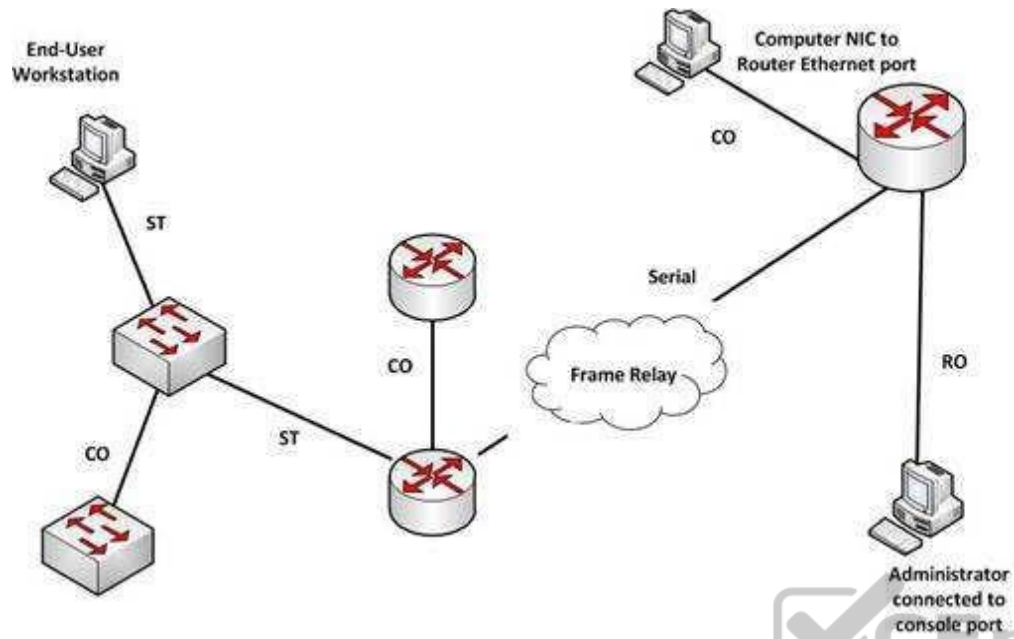 End-User
Workstation
Computer NIC to
Router Ethernet port
CO
ST
Serial
CO
Frame Relay
RO
ST
CO
Administrator
connected to
console port